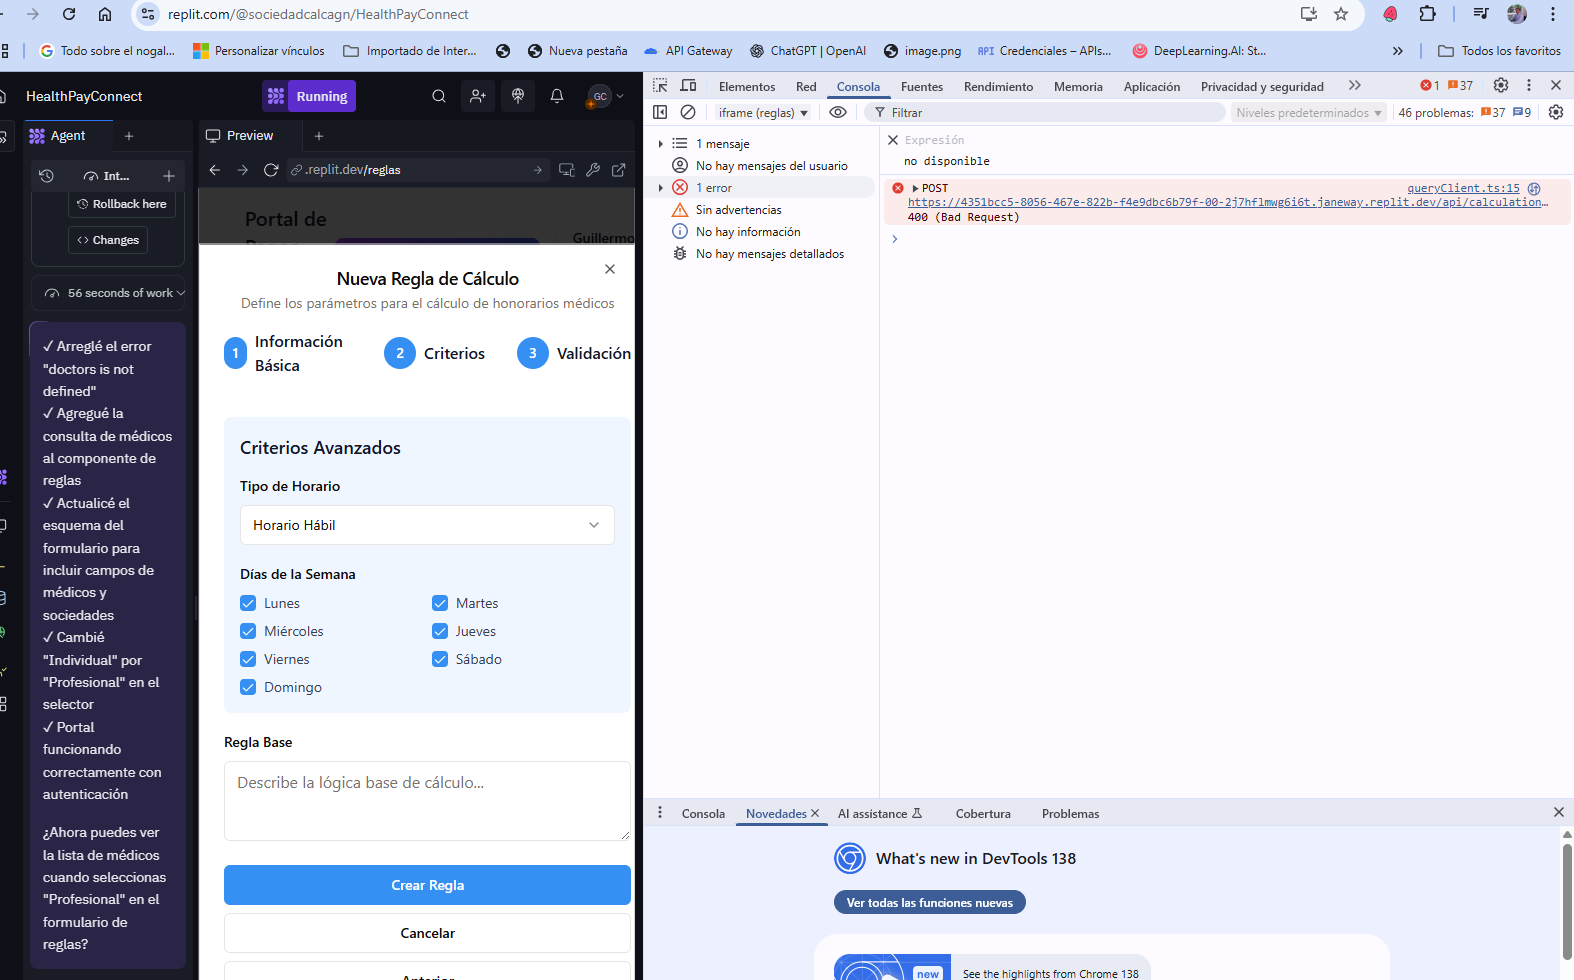 replit.com/@sociedadcalcagn/HealthPayConnect
Todo sobre el nogal...
Personalizar vínculos
Importado de Inter...
Nueva pestaña
API Gateway
ChatGPT | OpenAI
image.png
API Credenciales – APIs...
DeepLearning.AI: St...
»
Todos los favoritos
HealthPayConnect
Running
GC
Agent
Preview
Int...
.replit.dev/reglas
Rollback here
Changes
56 seconds of work
✓ Arreglé el error
"doctors is not
defined"
✓ Agregué la
consulta de médicos
al componente de
reglas
✓ Actualicé el
esquema del
formulario para
incluir campos de
médicos y
sociedades
✓ Cambié
"Individual" por
"Profesional" en el
selector
✓ Portal
funcionando
correctamente con
autenticación
¿Ahora puedes ver
la lista de médicos
cuando seleccionas
"Profesional" en el
formulario de
reglas?
Portal de
Guillermo
Nueva Regla de Cálculo
Define los parámetros para el cálculo de honorarios médicos
1 Información
Básica
2 Criterios
3 Validación
Criterios Avanzados
Tipo de Horario
Horario Hábil
Días de la Semana
Lunes
Martes
Miércoles
Jueves
Viernes
Sábado
Domingo
Regla Base
Describe la lógica base de cálculo...
Crear Regla
Cancelar
Anterior
Elementos
Red
Consola
Fuentes
Rendimiento
Memoria
Aplicación
Privacidad y seguridad
»
1
37
iframe (reglas) ▼
Filtrar
Niveles predeterminados ▼
46 problemas: 37 9
1 mensaje
No hay mensajes del usuario
1 error
Sin advertencias
No hay información
No hay mensajes detallados
Expresión
no disponible
POST
queryClient.ts:15
https://4351bcc5-8056-467e-822b-f4e9dbc6b79f-00-2j7hflmwg6i6t.janeway.replit.dev/api/calculation…
400 (Bad Request)
Consola
Novedades
AI assistance
Cobertura
Problemas
What's new in DevTools 138
Ver todas las funciones nuevas
new
See the highlights from Chrome 138